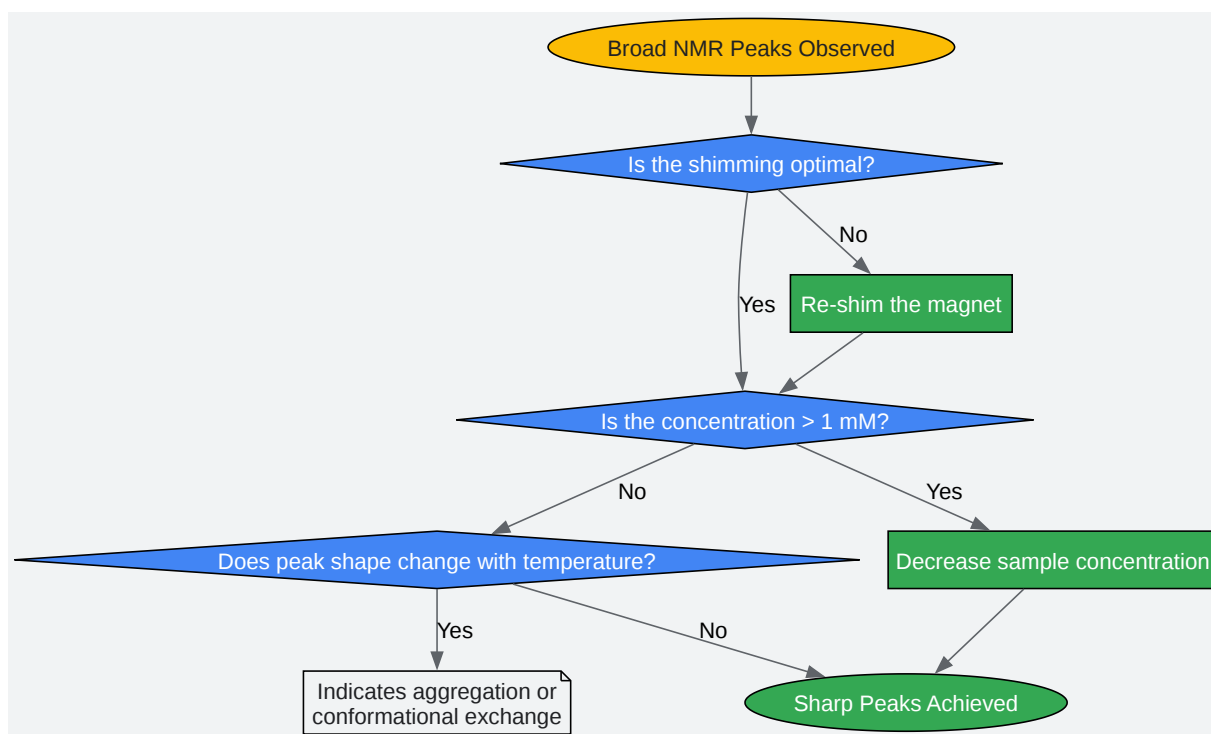 Broad NMR Peaks Observed
Is the shimming optimal?
No
Yes
Re-shim the magnet
Is the concentration > 1 mM?
No
Yes
Does peak shape change with temperature?
Decrease sample concentration
Yes
No
Indicates aggregation or
conformational exchange
Sharp Peaks Achieved